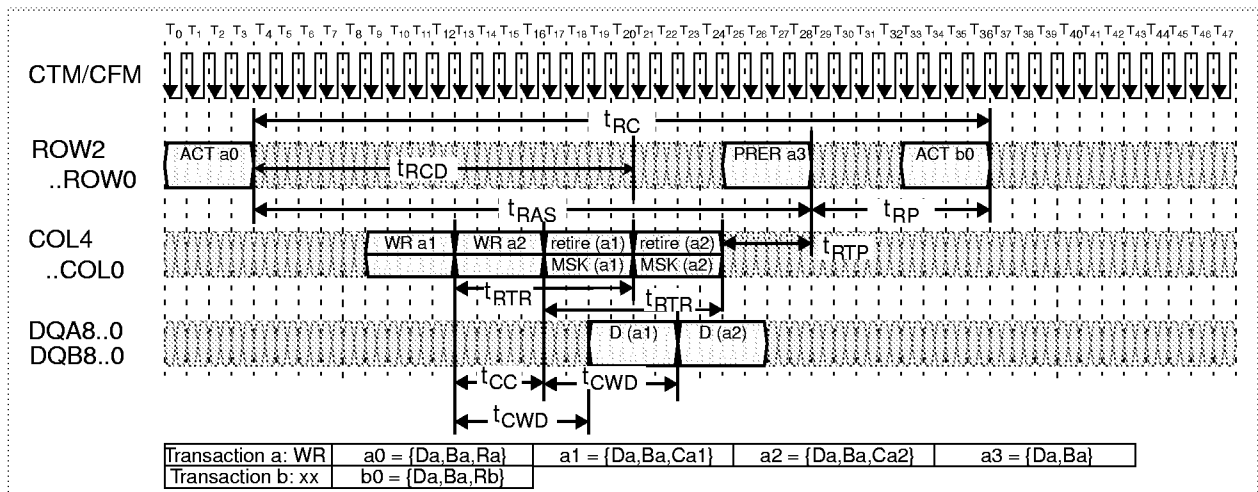 T0 T1 T2 T3 T4 T5 T6 T7 T8 T9 T10 T11 T12 T13 T14 T15 T16 T17 T18 T19 T20 T21 T22 T23 T24 T25 T26 T27 T28 T29 T30 T31 T32 T33 T34 T35 T36 T37 T38 T39 T40 T41 T42 T43 T44 T45 T46 T47
CTM/CFM
tRC
ROW2
..ROW0
ACT a0
PRER a3
ACT b0
tRCD
tRAS
tRP
COL4
..COL0
WR a1
WR a2
retire (a1)
retire (a2)
MSK (a1)
MSK (a2)
tRTP
tRTR
tRTR
DQA8..0
DQB8..0
D (a1)
D (a2)
tCC
tCWD
tCWD
Transaction a: WR a0 = {Da,Ba,Ra} a1 = {Da,Ba,Ca1} a2 = {Da,Ba,Ca2} a3 = {Da,Ba}
Transaction b: xx b0 = {Da,Ba,Rb}